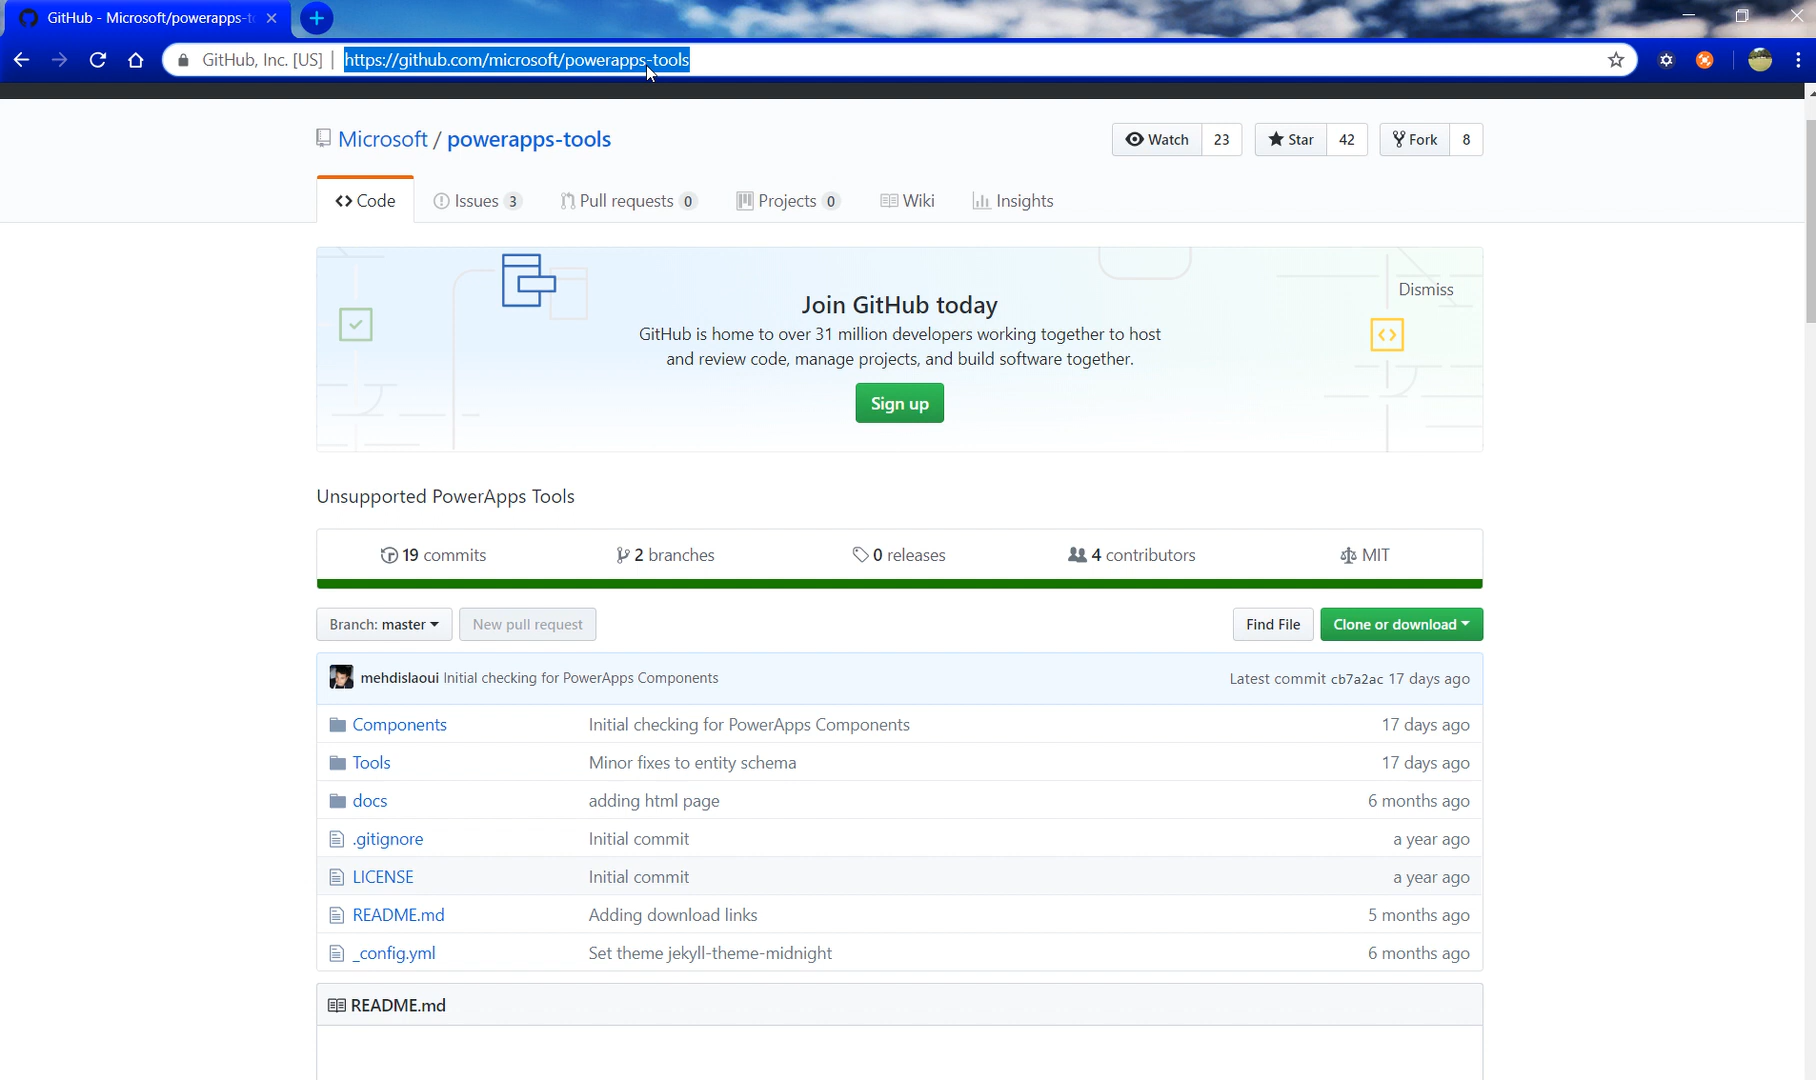 GitHub - Microsoft/powerapps-t
GitHub, Inc. [US] | https://github.com/microsoft/powerapps-tools
Microsoft / powerapps-tools
Watch 23 Star 42 Fork 8
Code Issues 3 Pull requests 0 Projects 0 Wiki Insights
Dismiss
Join GitHub today
GitHub is home to over 31 million developers working together to host
and review code, manage projects, and build software together.
Sign up
Unsupported PowerApps Tools
19 commits 2 branches 0 releases 4 contributors MIT
Branch: master New pull request Find File Clone or download
mehdislaoui Initial checking for PowerApps Components Latest commit cb7a2ac 17 days ago
Components Initial checking for PowerApps Components 17 days ago
Tools Minor fixes to entity schema 17 days ago
docs adding html page 6 months ago
.gitignore Initial commit a year ago
LICENSE Initial commit a year ago
README.md Adding download links 5 months ago
_config.yml Set theme jekyll-theme-midnight 6 months ago
README.md